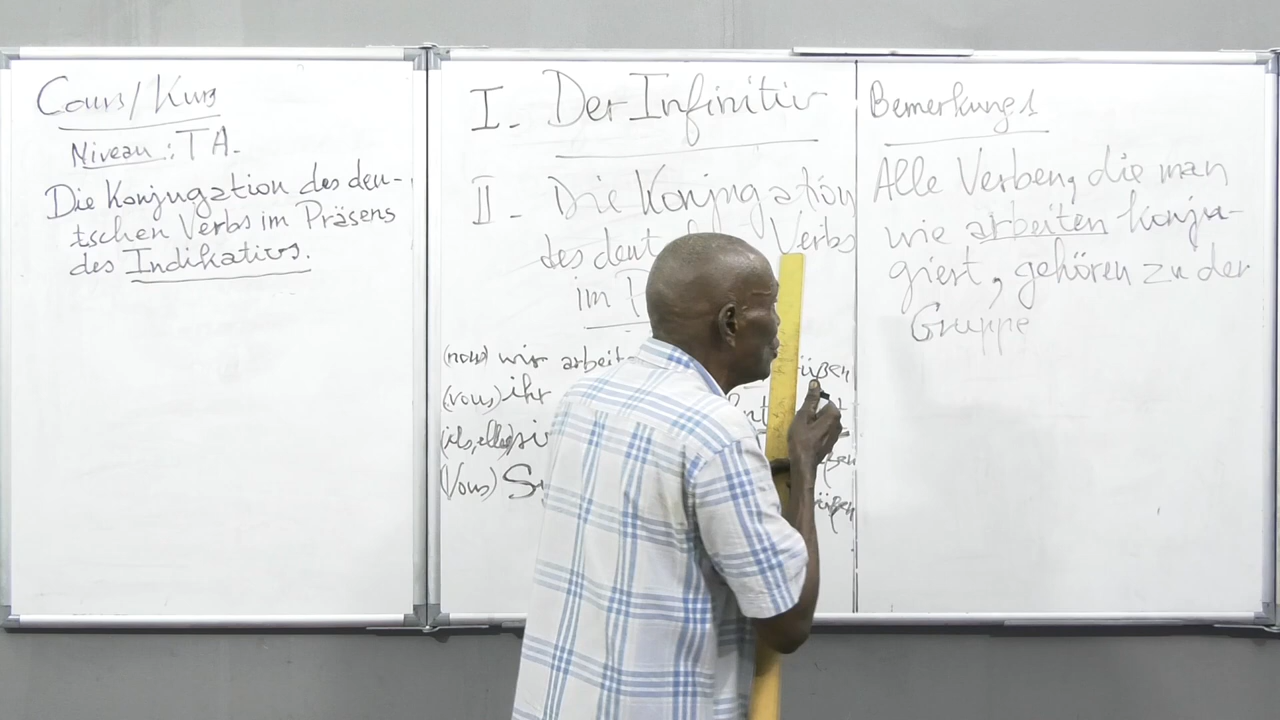 Cours/Kurs
Niveau : TA.
Die Konjugation des deu-
tschen Verbs im Präsens
des Indikativs.
I - Der Infinitiv
II - Die Konjugation
des deut Verbs
im
(nous) wir arbeit
(vous) ihr
(ils, elles)
(Vous)
Bemerkung 1
Alle Verben, die man
wie arbeiten konju-
giert, gehören zu der
Gruppe